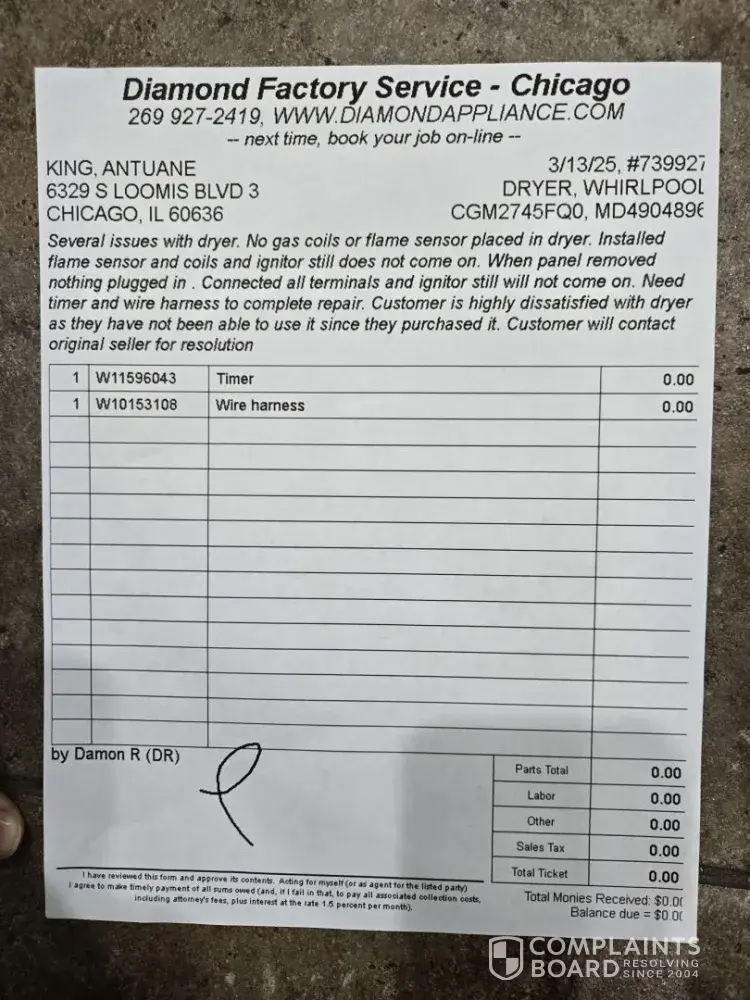 Diamond Factory Service - Chicago
269 927-2419, WWW.DIAMONDAPPLIANCE.COM
-- next time, book your job on-line --
KING, ANTUANE
3/13/25, #739927
6329 S LOOMIS BLVD 3
DRYER, WHIRLPOOL
CHICAGO, IL 60636
CGM2745FQ0, MD4904896
Several issues with dryer. No gas coils or flame sensor placed in dryer. Installed
flame sensor and coils and ignitor still does not come on. When panel removed
nothing plugged in . Connected all terminals and ignitor still will not come on. Need
timer and wire harness to complete repair. Customer is highly dissatisfied with dryer
as they have not been able to use it since they purchased it. Customer will contact
original seller for resolution
1 W11596043 Timer 0.00
1 W10153108 Wire harness 0.00
by Damon R (DR)
Parts Total 0.00
Labor 0.00
Other 0.00
Sales Tax 0.00
Total Ticket 0.00
I have reviewed this form and approve its contents. Acting for myself (or as agent for the listed party)
I agree to make timely payment of all sums owed (and, if I fail in that, to pay all associated collection costs,
including attorney's fees, plus interest at the rate 1.5 percent per month).
Total Monies Received: $0.00
Balance due = $0.00
COMPLAINTS
BOARD RESOLVING
SINCE 2004